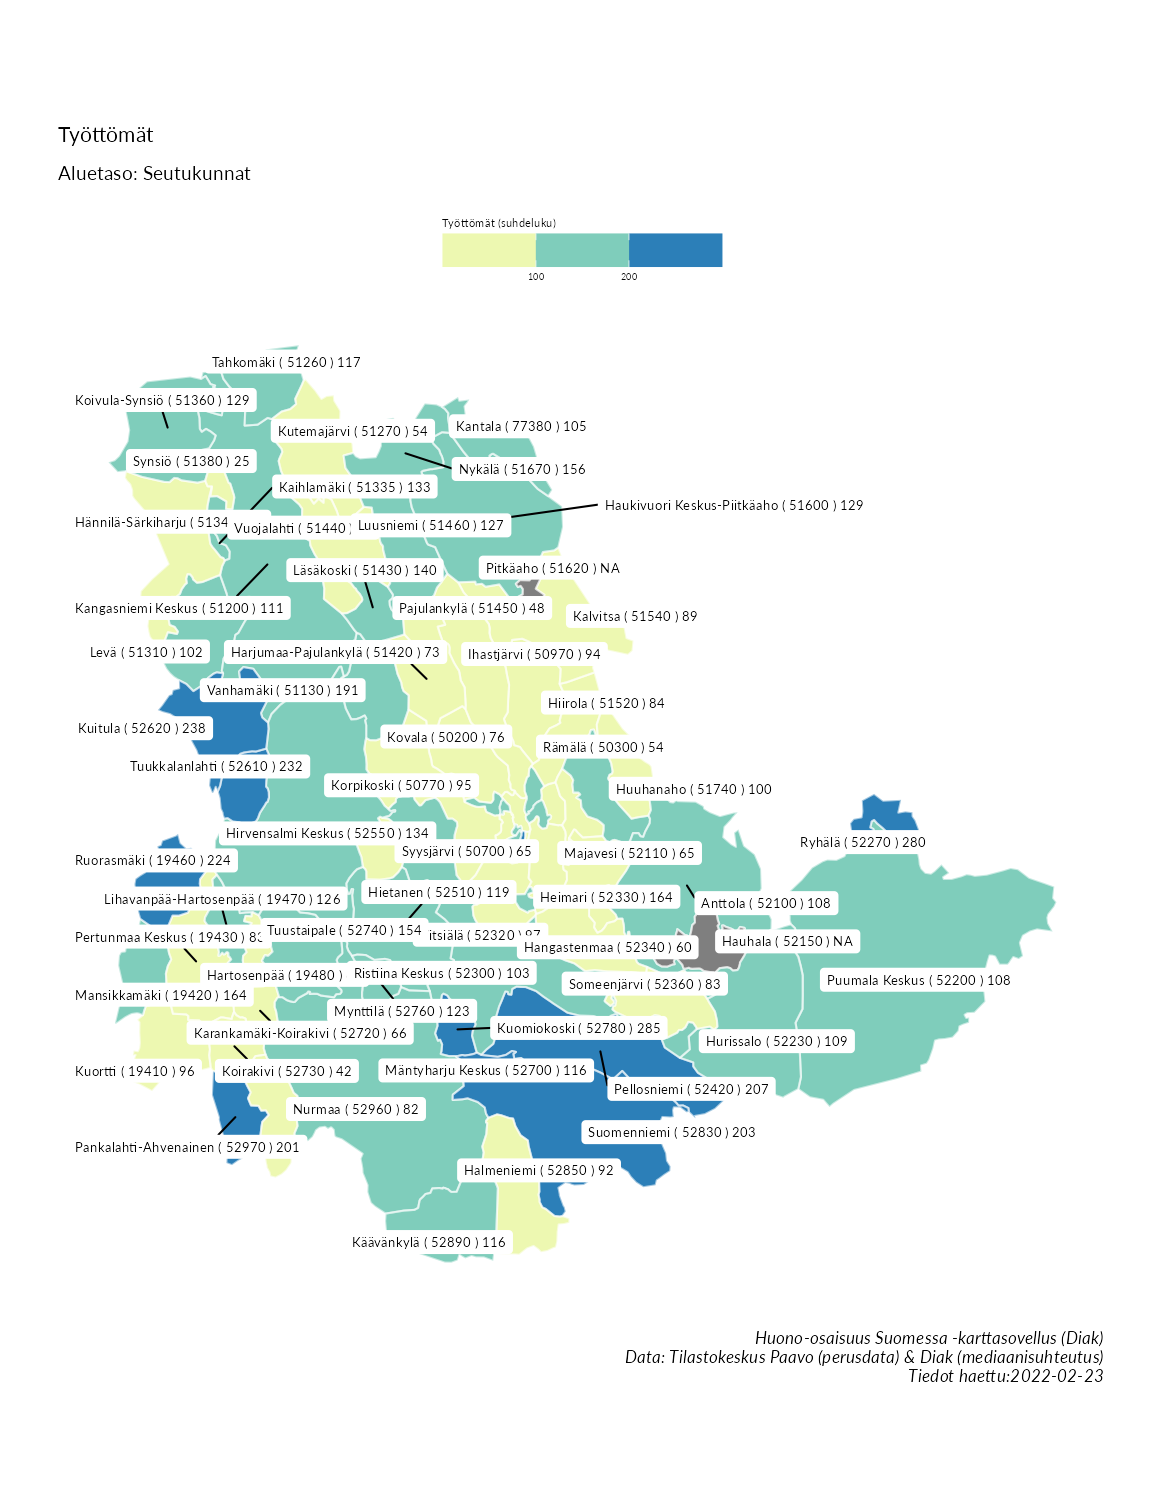 Työttömät
Aluetaso: Seutukunnat
Työttömät (suhdeluku)
100
200
Tahkomäki ( 51260 ) 117
Koivula-Synsiö ( 51360 ) 129
Kantala ( 77380 ) 105
Kutemajärvi ( 51270 ) 54
Synsiö ( 51380 ) 25
Nykälä ( 51670 ) 156
Kaihlamäki ( 51335 ) 133
Haukivuori Keskus-Piitkäaho ( 51600 ) 129
Hännilä-Särkiharju ( 5134
Vuojalahti ( 51440 )
Luusniemi ( 51460 ) 127
Läsäkoski ( 51430 ) 140
Pitkäaho ( 51620 ) NA
Kangasniemi Keskus ( 51200 ) 111
Pajulankylä ( 51450 ) 48
Kalvitsa ( 51540 ) 89
Levä ( 51310 ) 102
Harjumaa-Pajulankylä ( 51420 ) 73
Ihastjärvi ( 50970 ) 94
Vanhamäki ( 51130 ) 191
Hiirola ( 51520 ) 84
Kuitula ( 52620 ) 238
Kovala ( 50200 ) 76
Rämälä ( 50300 ) 54
Tuukkalanlahti ( 52610 ) 232
Korpikoski ( 50770 ) 95
Huuhanaho ( 51740 ) 100
Hirvensalmi Keskus ( 52550 ) 134
Ryhälä ( 52270 ) 280
Syysjärvi ( 50700 ) 65
Majavesi ( 52110 ) 65
Ruorasmäki ( 19460 ) 224
Hietanen ( 52510 ) 119
Lihavanpää-Hartosenpää ( 19470 ) 126
Heimari ( 52330 ) 164
Anttola ( 52100 ) 108
Pertunmaa Keskus ( 19430 ) 83
Tuustaipale ( 52740 ) 154
itsiälä ( 52320 ) 97
Hangastenmaa ( 52340 ) 60
Hauhala ( 52150 ) NA
Hartosenpää ( 19480 )
Ristiina Keskus ( 52300 ) 103
Someenjärvi ( 52360 ) 83
Puumala Keskus ( 52200 ) 108
Mansikkamäki ( 19420 ) 164
Mynttilä ( 52760 ) 123
Karankamäki-Koirakivi ( 52720 ) 66
Kuomiokoski ( 52780 ) 285
Hurissalo ( 52230 ) 109
Kuortti ( 19410 ) 96
Koirakivi ( 52730 ) 42
Mäntyharju Keskus ( 52700 ) 116
Pellosniemi ( 52420 ) 207
Nurmaa ( 52960 ) 82
Suomenniemi ( 52830 ) 203
Pankalahti-Ahvenainen ( 52970 ) 201
Halmeniemi ( 52850 ) 92
Käävänkylä ( 52890 ) 116
Huono-osaisuus Suomessa -karttasovellus (Diak)
Data: Tilastokeskus Paavo (perusdata) & Diak (mediaanisuhteutus)
Tiedot haettu:2022-02-23